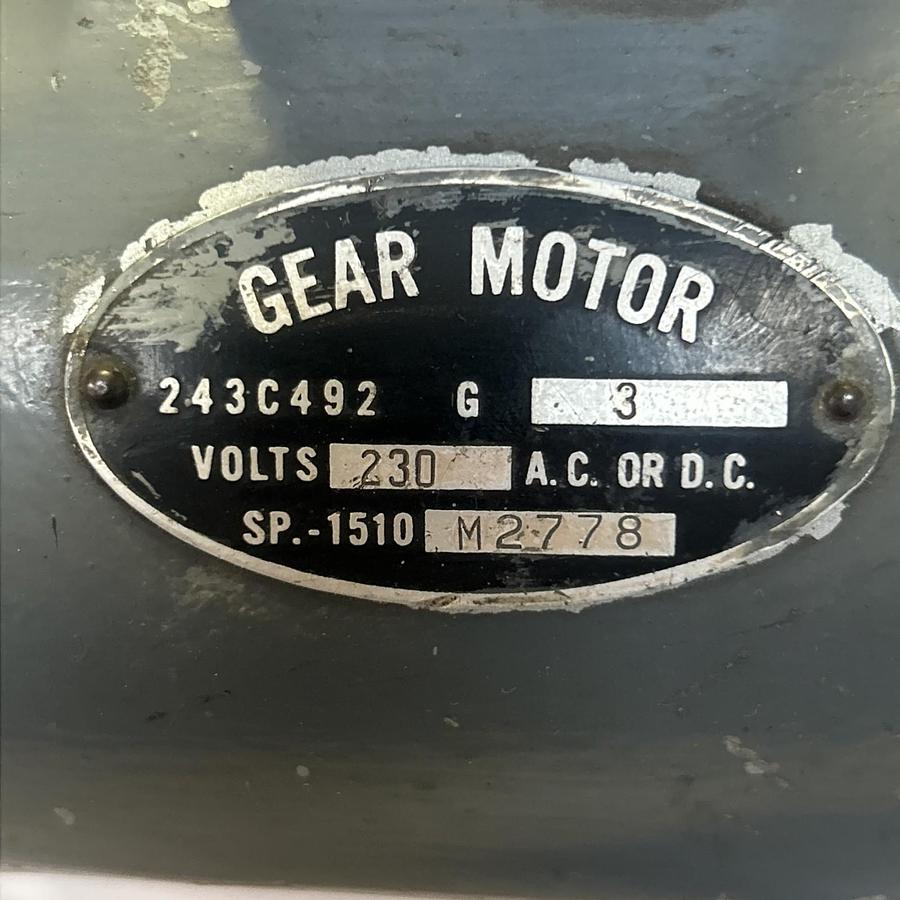 GEAR MOTOR
243C492 G 3
VOLTS 230 A.C. OR D.C.
SP.-1510 M2778